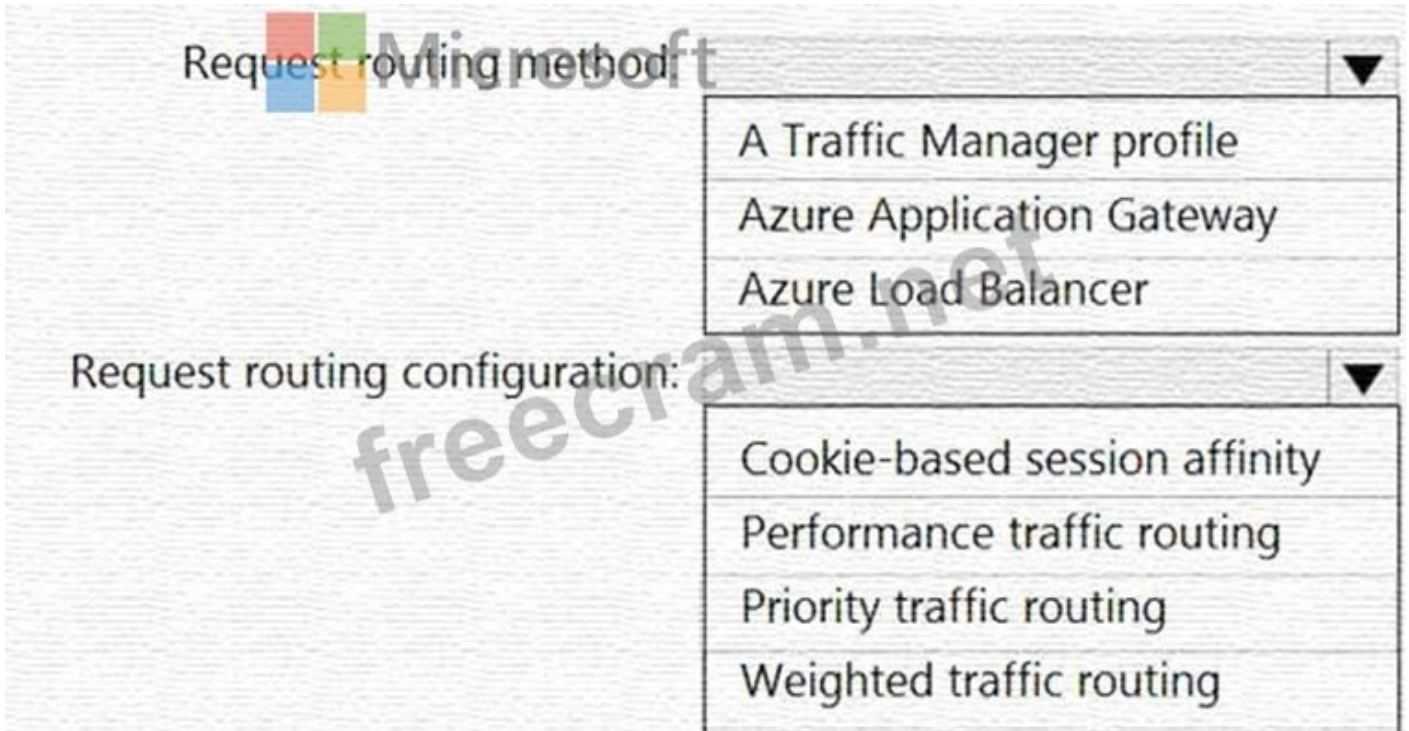 Request routing method:
Microsoft
A Traffic Manager profile
Azure Application Gateway
Azure Load Balancer
Request routing configuration:
Cookie-based session affinity
Performance traffic routing
Priority traffic routing
Weighted traffic routing
freecram.net